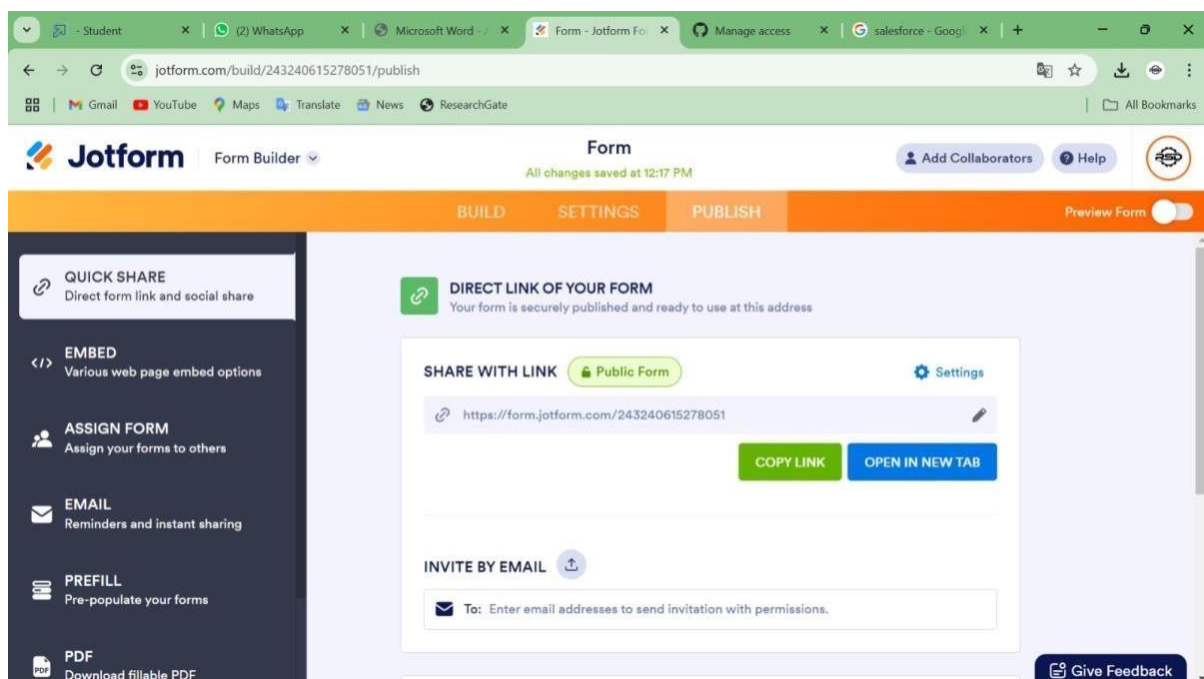 - Student
(2) WhatsApp
Microsoft Word -
Form - Jotform Fo
Manage access
salesforce - Googl
jotform.com/build/243240615278051/publish
Gmail YouTube Maps Translate News ResearchGate
All Bookmarks
Jotform Form Builder
Form
All changes saved at 12:17 PM
Add Collaborators
Help
RSP
BUILD SETTINGS PUBLISH
Preview Form
QUICK SHARE
Direct form link and social share
EMBED
Various web page embed options
ASSIGN FORM
Assign your forms to others
EMAIL
Reminders and instant sharing
PREFILL
Pre-populate your forms
PDF
PDF
Download fillable PDF
DIRECT LINK OF YOUR FORM
Your form is securely published and ready to use at this address
SHARE WITH LINK Public Form
Settings
https://form.jotform.com/243240615278051
COPY LINK OPEN IN NEW TAB
INVITE BY EMAIL
To: Enter email addresses to send invitation with permissions.
Give Feedback